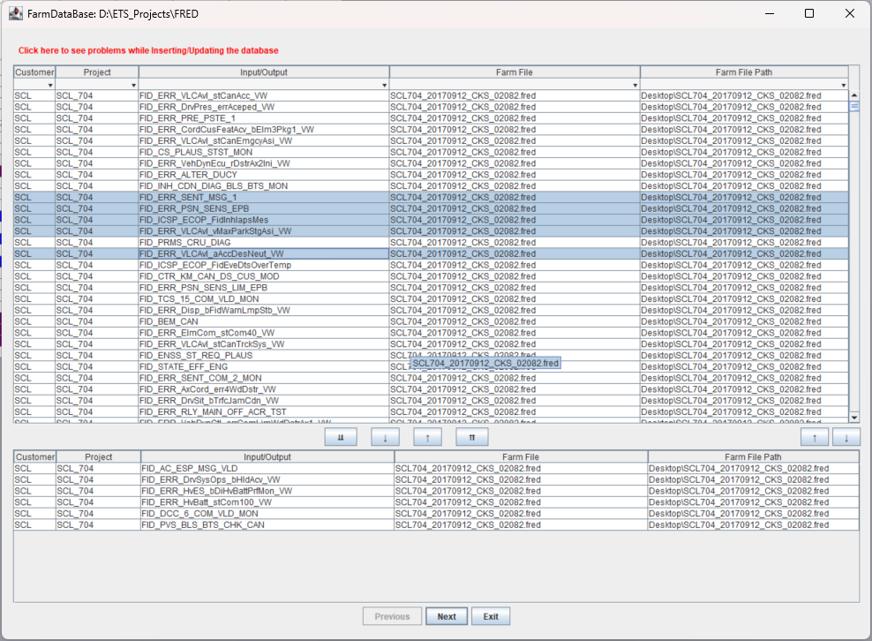 FarmDataBase: D:\ETS_Projects\FRED
Click here to see problems while Inserting/Updating the database
Customer Project Input/Output Farm File Farm File Path
SCL SCL_704 FID_ERR_VLCAvl_stCanAcc_VW SCL704_20170912_CKS_02082.fred Desktop\SCL704_20170912_CKS_02082.fred
SCL SCL_704 FID_ERR_DrvPres_errAceped_VW SCL704_20170912_CKS_02082.fred Desktop\SCL704_20170912_CKS_02082.fred
SCL SCL_704 FID_ERR_PRE_PSTE_1 SCL704_20170912_CKS_02082.fred Desktop\SCL704_20170912_CKS_02082.fred
SCL SCL_704 FID_ERR_CordCusFeatAcv_bElm3Pkg1_VW SCL704_20170912_CKS_02082.fred Desktop\SCL704_20170912_CKS_02082.fred
SCL SCL_704 FID_ERR_VLCAvl_stCanEmgcyAsi_VW SCL704_20170912_CKS_02082.fred Desktop\SCL704_20170912_CKS_02082.fred
SCL SCL_704 FID_CS_PLAUS_STST_MON SCL704_20170912_CKS_02082.fred Desktop\SCL704_20170912_CKS_02082.fred
SCL SCL_704 FID_ERR_VehDynEcu_rDstrAx2Ini_VW SCL704_20170912_CKS_02082.fred Desktop\SCL704_20170912_CKS_02082.fred
SCL SCL_704 FID_ERR_ALTER_DUCY SCL704_20170912_CKS_02082.fred Desktop\SCL704_20170912_CKS_02082.fred
SCL SCL_704 FID_INH_CDN_DIAG_BLS_BTS_MON SCL704_20170912_CKS_02082.fred Desktop\SCL704_20170912_CKS_02082.fred
SCL SCL_704 FID_ERR_SENT_MSG_1 SCL704_20170912_CKS_02082.fred Desktop\SCL704_20170912_CKS_02082.fred
SCL SCL_704 FID_ERR_PSN_SENS_EPB SCL704_20170912_CKS_02082.fred Desktop\SCL704_20170912_CKS_02082.fred
SCL SCL_704 FID_ICSP_ECOP_FidInhIapsMes SCL704_20170912_CKS_02082.fred Desktop\SCL704_20170912_CKS_02082.fred
SCL SCL_704 FID_ERR_VLCAvl_vMaxParkStgAsi_VW SCL704_20170912_CKS_02082.fred Desktop\SCL704_20170912_CKS_02082.fred
SCL SCL_704 FID_PRMS_CRU_DIAG SCL704_20170912_CKS_02082.fred Desktop\SCL704_20170912_CKS_02082.fred
SCL SCL_704 FID_ERR_VLCAvl_aAccDesNeut_VW SCL704_20170912_CKS_02082.fred Desktop\SCL704_20170912_CKS_02082.fred
SCL SCL_704 FID_ICSP_ECOP_FidEveDtsOverTemp SCL704_20170912_CKS_02082.fred Desktop\SCL704_20170912_CKS_02082.fred
SCL SCL_704 FID_CTR_KM_CAN_DS_CUS_MOD SCL704_20170912_CKS_02082.fred Desktop\SCL704_20170912_CKS_02082.fred
SCL SCL_704 FID_ERR_PSN_SENS_LIM_EPB SCL704_20170912_CKS_02082.fred Desktop\SCL704_20170912_CKS_02082.fred
SCL SCL_704 FID_TCS_15_COM_VLD_MON SCL704_20170912_CKS_02082.fred Desktop\SCL704_20170912_CKS_02082.fred
SCL SCL_704 FID_ERR_Disp_bFidWarnLmpStb_VW SCL704_20170912_CKS_02082.fred Desktop\SCL704_20170912_CKS_02082.fred
SCL SCL_704 FID_BEM_CAN SCL704_20170912_CKS_02082.fred Desktop\SCL704_20170912_CKS_02082.fred
SCL SCL_704 FID_ERR_ElmCom_stCom40_VW SCL704_20170912_CKS_02082.fred Desktop\SCL704_20170912_CKS_02082.fred
SCL SCL_704 FID_ERR_VLCAvl_stCanTrckSys_VW SCL704_20170912_CKS_02082.fred Desktop\SCL704_20170912_CKS_02082.fred
SCL SCL_704 FID_ENSS_ST_REQ_PLAUS SCL704_20170912_CKS_02082.fred Desktop\SCL704_20170912_CKS_02082.fred
SCL704_20170912_CKS_02082.fred
SCL SCL_704 FID_STATE_EFF_ENG Desktop\SCL704_20170912_CKS_02082.fred
SCL SCL_704 FID_ERR_SENT_COM_2_MON SCL704_20170912_CKS_02082.fred Desktop\SCL704_20170912_CKS_02082.fred
SCL SCL_704 FID_ERR_AxCord_err4WdDstr_VW SCL704_20170912_CKS_02082.fred Desktop\SCL704_20170912_CKS_02082.fred
SCL SCL_704 FID_ERR_DrvSit_bTrfcJamCdn_VW SCL704_20170912_CKS_02082.fred Desktop\SCL704_20170912_CKS_02082.fred
SCL SCL_704 FID_ERR_RLY_MAIN_OFF_ACR_TST SCL704_20170912_CKS_02082.fred Desktop\SCL704_20170912_CKS_02082.fred
Customer Project Input/Output Farm File Farm File Path
SCL SCL_704 FID_AC_ESP_MSG_VLD SCL704_20170912_CKS_02082.fred Desktop\SCL704_20170912_CKS_02082.fred
SCL SCL_704 FID_ERR_DrvSysOps_bHldAcv_VW SCL704_20170912_CKS_02082.fred Desktop\SCL704_20170912_CKS_02082.fred
SCL SCL_704 FID_ERR_HvES_bDiHvBattPrfMon_VW SCL704_20170912_CKS_02082.fred Desktop\SCL704_20170912_CKS_02082.fred
SCL SCL_704 FID_ERR_HvBatt_stCom100_VW SCL704_20170912_CKS_02082.fred Desktop\SCL704_20170912_CKS_02082.fred
SCL SCL_704 FID_DCC_6_COM_VLD_MON SCL704_20170912_CKS_02082.fred Desktop\SCL704_20170912_CKS_02082.fred
SCL SCL_704 FID_PVS_BLS_BTS_CHK_CAN SCL704_20170912_CKS_02082.fred Desktop\SCL704_20170912_CKS_02082.fred
Previous Next Exit